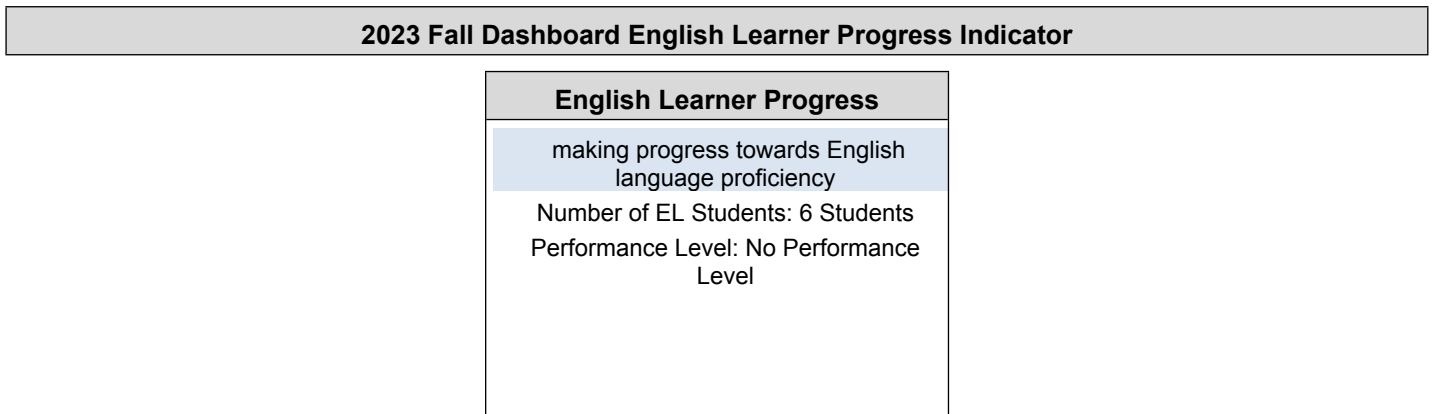 2023 Fall Dashboard English Learner Progress Indicator
English Learner Progress
making progress towards English
language proficiency
Number of EL Students: 6 Students
Performance Level: No Performance
Level